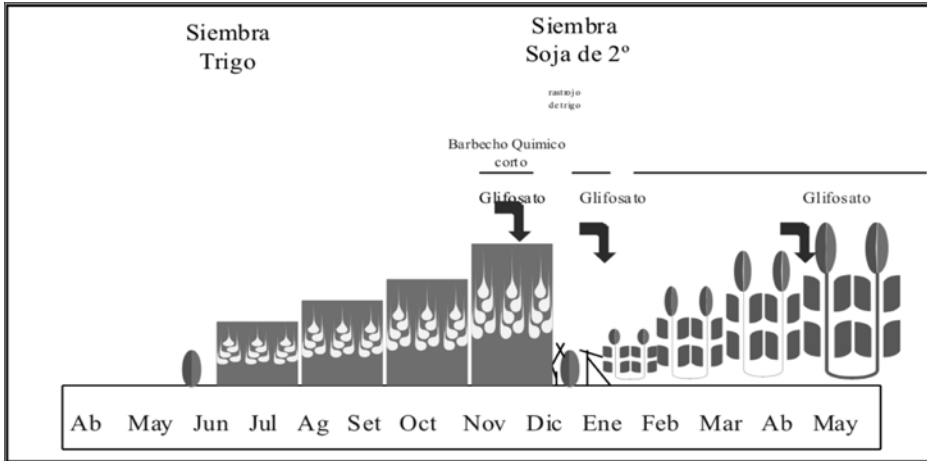 Siembra
Trigo
Siembra
Soja de 2º
rastrojo
de trigo
Barbecho Quimico
corto
Glifosato
Glifosato
Glifosato
Ab May Jun Jul Ag Set Oct Nov Dic Ene Feb Mar Ab May